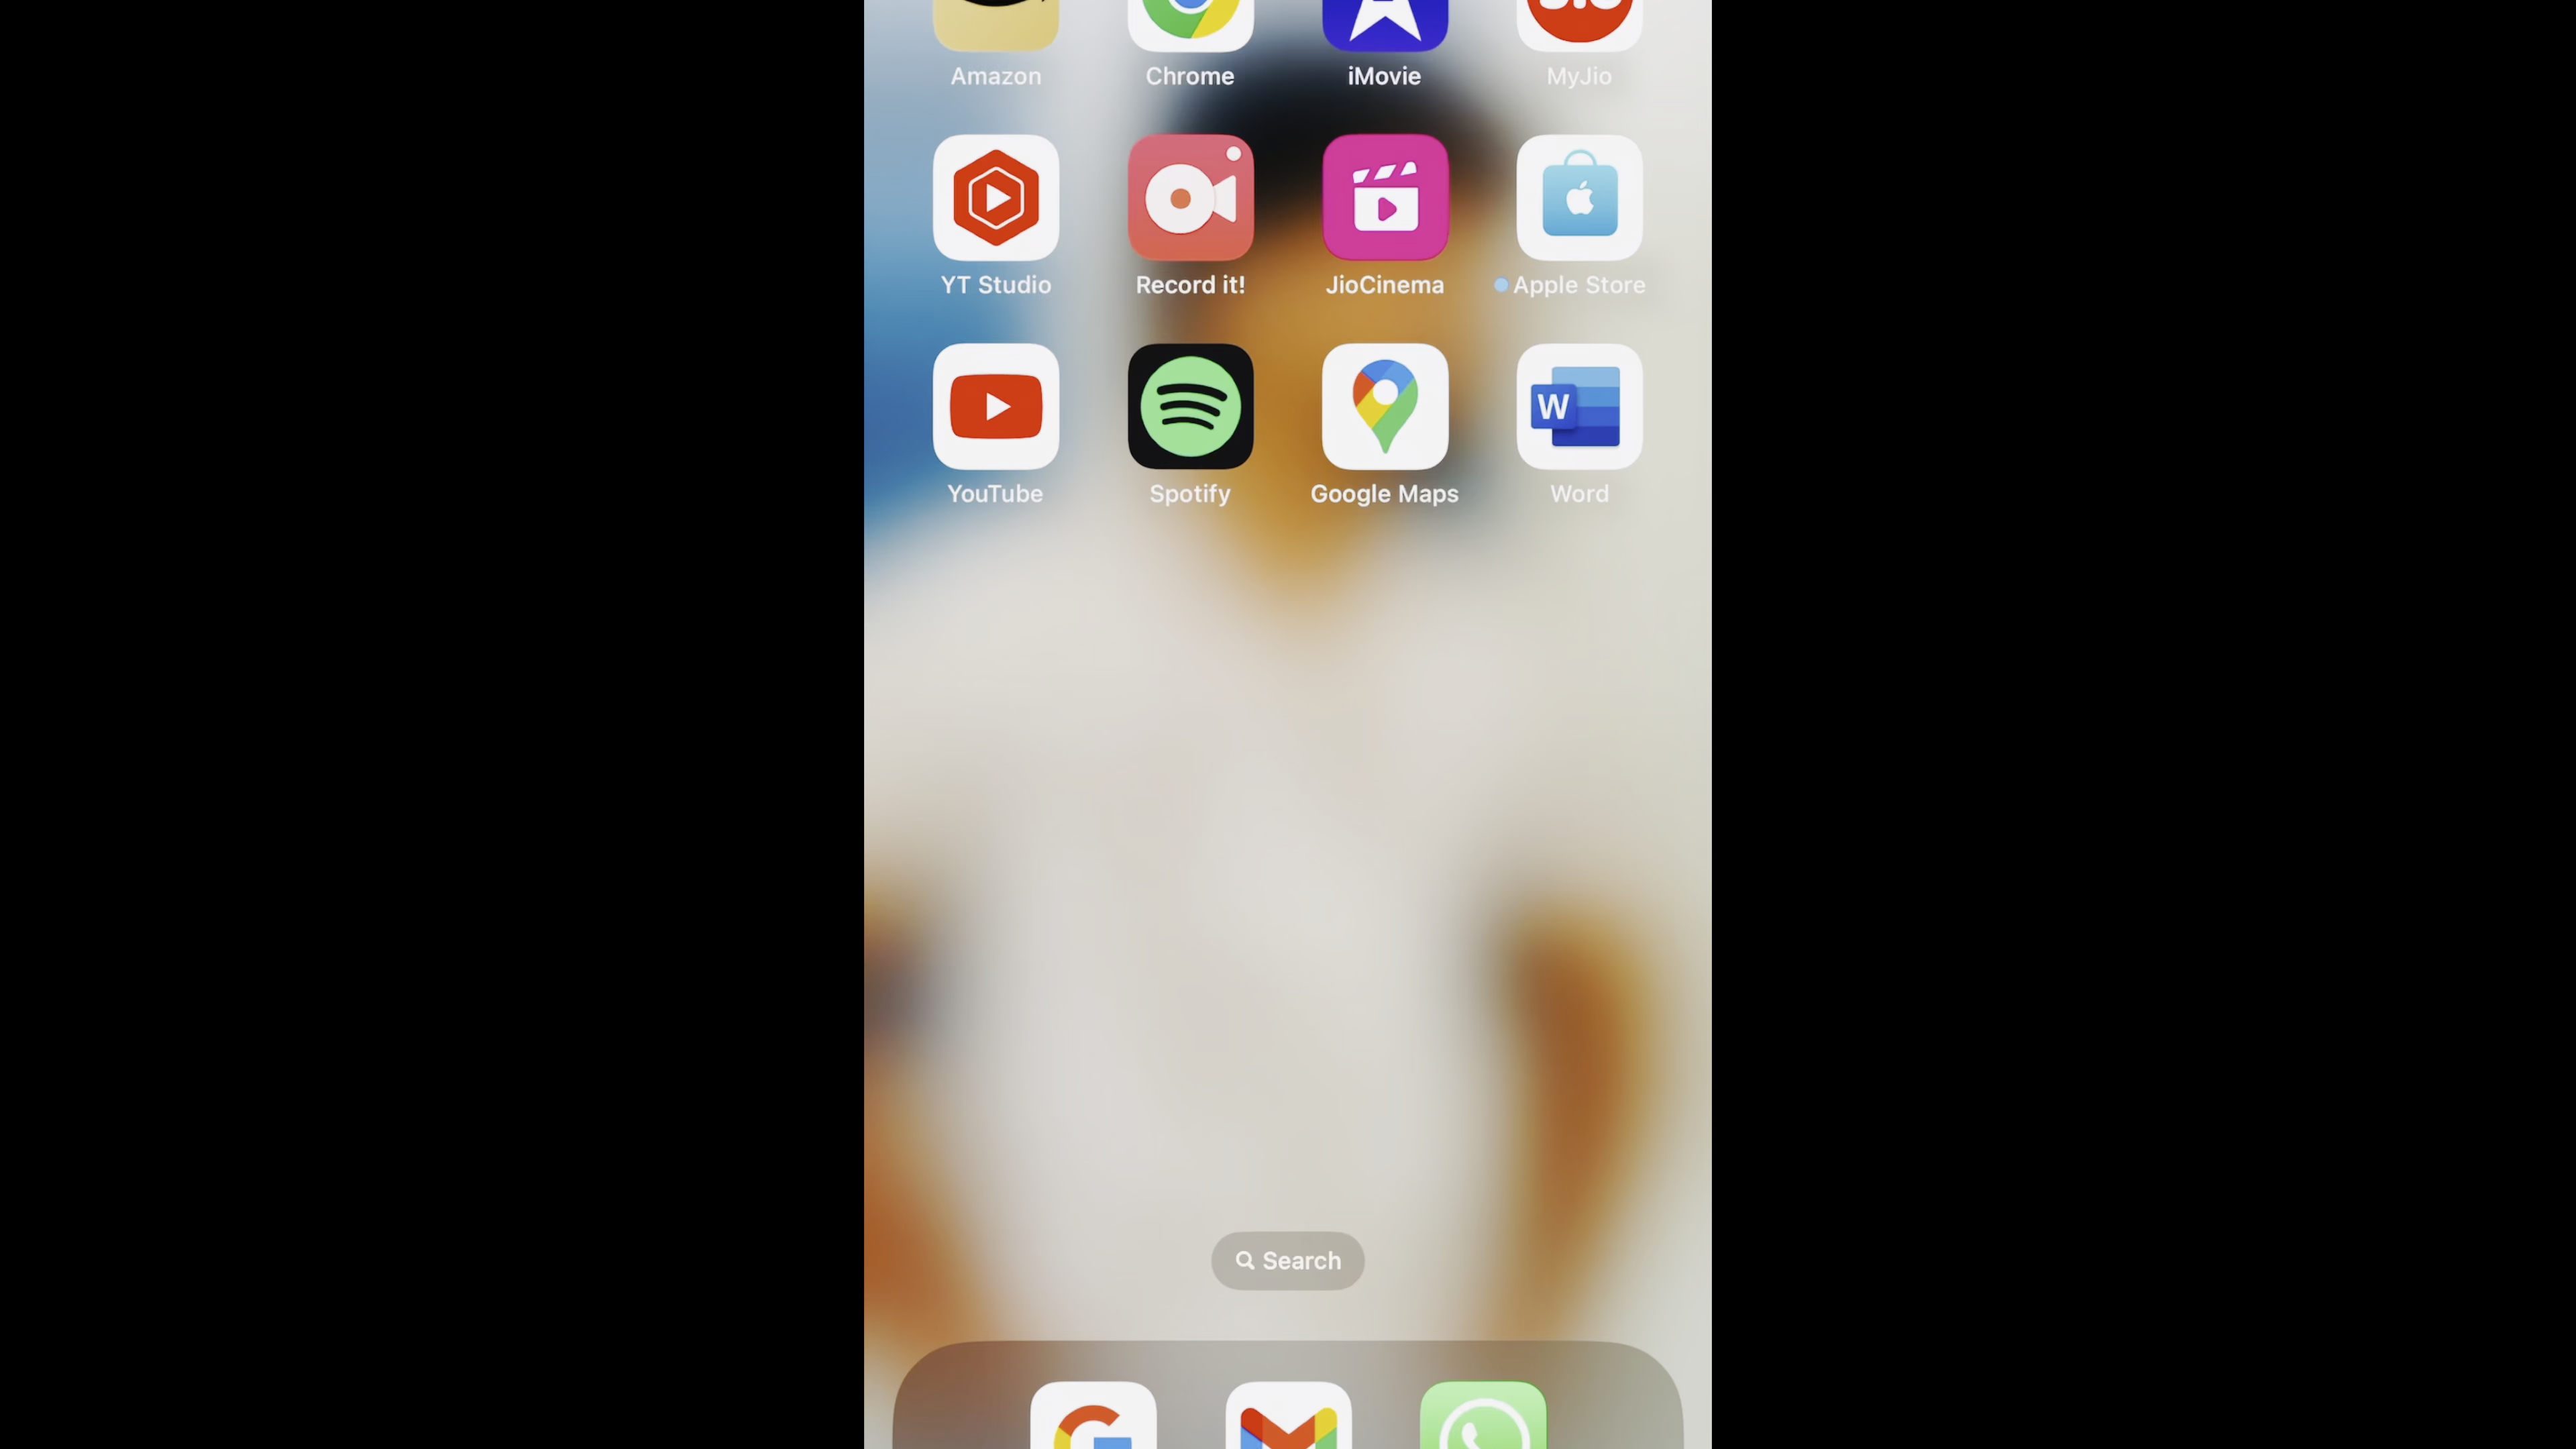 Amazon Chrome iMovie MyJio
YT Studio Record it! JioCinema Apple Store
W
YouTube Spotify Google Maps Word
Search